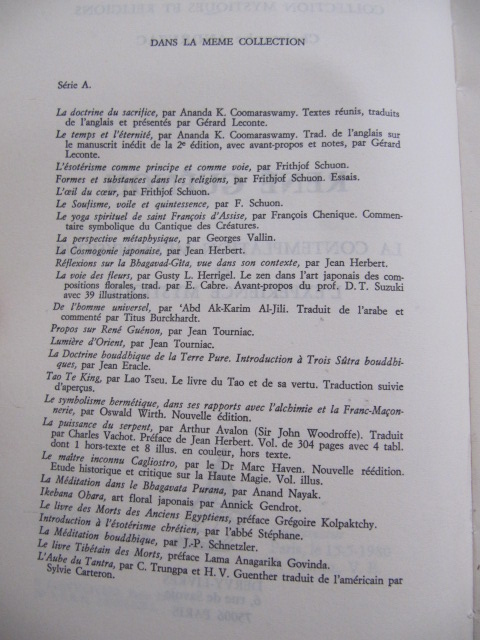 DANS LA MEME COLLECTION
Série A.
La doctrine du sacrifice, par Ananda K. Coomaraswamy. Textes réunis, traduits
de l'anglais et présentés par Gérard Leconte.
Le temps et l'éternité, par Ananda K. Coomaraswamy. Trad. de l'anglais sur
le manuscrit inédit de la 2e édition, avec avant-propos et notes, par Gérard
Leconte.
L'ésotérisme comme principe et comme voie, par Frithjof Schuon.
Formes et substances dans les religions, par Frithjof Schuon. Essais.
L'œil du cœur, par Frithjof Schuon.
Le Soufisme, voile et quintessence, par F. Schuon.
Le yoga spirituel de saint François d'Assise, par François Chenique. Commen-
taire symbolique du Cantique des Créatures.
La perspective métaphysique, par Georges Vallin.
La Cosmogonie japonaise, par Jean Herbert.
Réflexions sur la Bhagavad-Gîta, vue dans son contexte, par Jean Herbert.
La voie des fleurs, par Gusty L. Herrigel. Le zen dans l'art japonais des com-
positions florales, trad. par E. Cabre. Avant-propos du prof. D. T. Suzuki
avec 39 illustrations.
De l'homme universel, par 'Abd Ak-Karim Al-Jili. Traduit de l'arabe et
commenté par Titus Burckhardt.
Propos sur René Guénon, par Jean Tourniac.
Lumière d'Orient, par Jean Tourniac.
La Doctrine bouddhique de la Terre Pure. Introduction à Trois Sûtra bouddhi-
ques, par Jean Eracle.
Tao Te King, par Lao Tseu. Le livre du Tao et de sa vertu. Traduction suivie
d'aperçus.
Le symbolisme hermétique, dans ses rapports avec l'alchimie et la Franc-Maçon-
nerie, par Oswald Wirth. Nouvelle édition.
La puissance du serpent, par Arthur Avalon (Sir John Woodroffe). Traduit
par Charles Vachot. Préface de Jean Herbert. Vol. de 304 pages avec 4 tabl.
dont 1 hors-texte et 8 illus. en couleur, hors texte.
Le maître inconnu Cagliostro, par le Dr Marc Haven. Nouvelle réédition.
Etude historique et critique sur la Haute Magie. Vol. illus.
La Méditation dans le Bhagavata Purana, par Anand Nayak.
Ikebana Ohara, art floral japonais par Annick Gendrot.
Le livre des Morts des Anciens Egyptiens, préface Grégoire Kolpaktchy.
Introduction à l'ésotérisme chrétien, par l'abbé Stéphane.
La Méditation bouddhique, par J.-P. Schnetzler.
Le livre Tibétain des Morts, préface Lama Anagarika Govinda.
L'Aube du Tantra, par C. Trungpa et H. V. Guenther traduit de l'américain par
Sylvie Carteron.